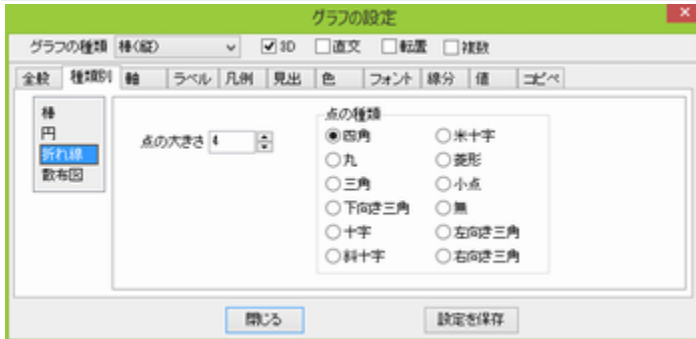 グラフの設定
グラフの種類 棒(縦) 3D 直交 転置 複数
全般 種類別 軸 ラベル 凡例 見出 色 フォント 線分 値 コピペ
棒
円
折れ線
散布図
点の大きさ 4
点の種類
四角 米十字
丸 菱形
三角 小点
下向き三角 無
十字 左向き三角
斜十字 右向き三角
閉じる 設定を保存